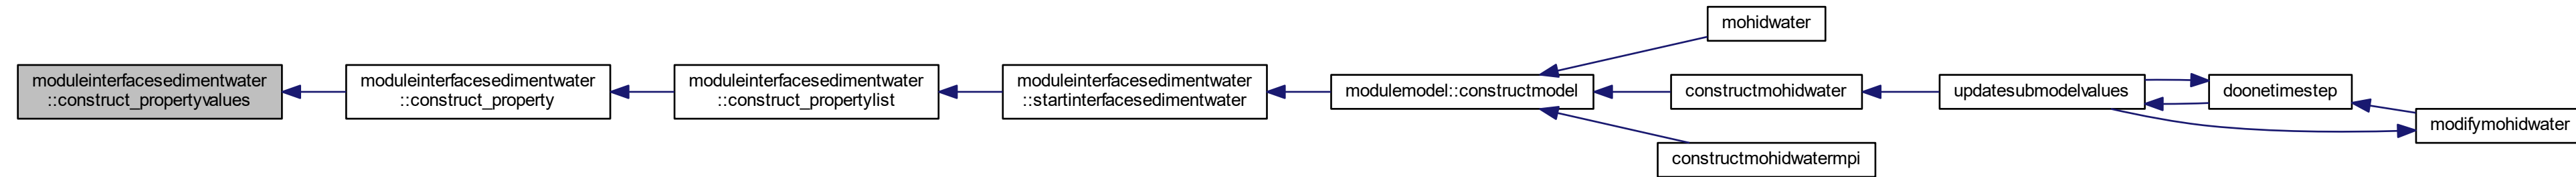 mohidwater
moduleinterfacesedimentwater
::construct_propertyvalues
moduleinterfacesedimentwater
::construct_property
moduleinterfacesedimentwater
::construct_propertylist
moduleinterfacesedimentwater
::startinterfacesedimentwater
modulemodel::constructmodel
constructmohidwater
updatesubmodelvalues
doonetimestep
modifymohidwater
constructmohidwatermpi